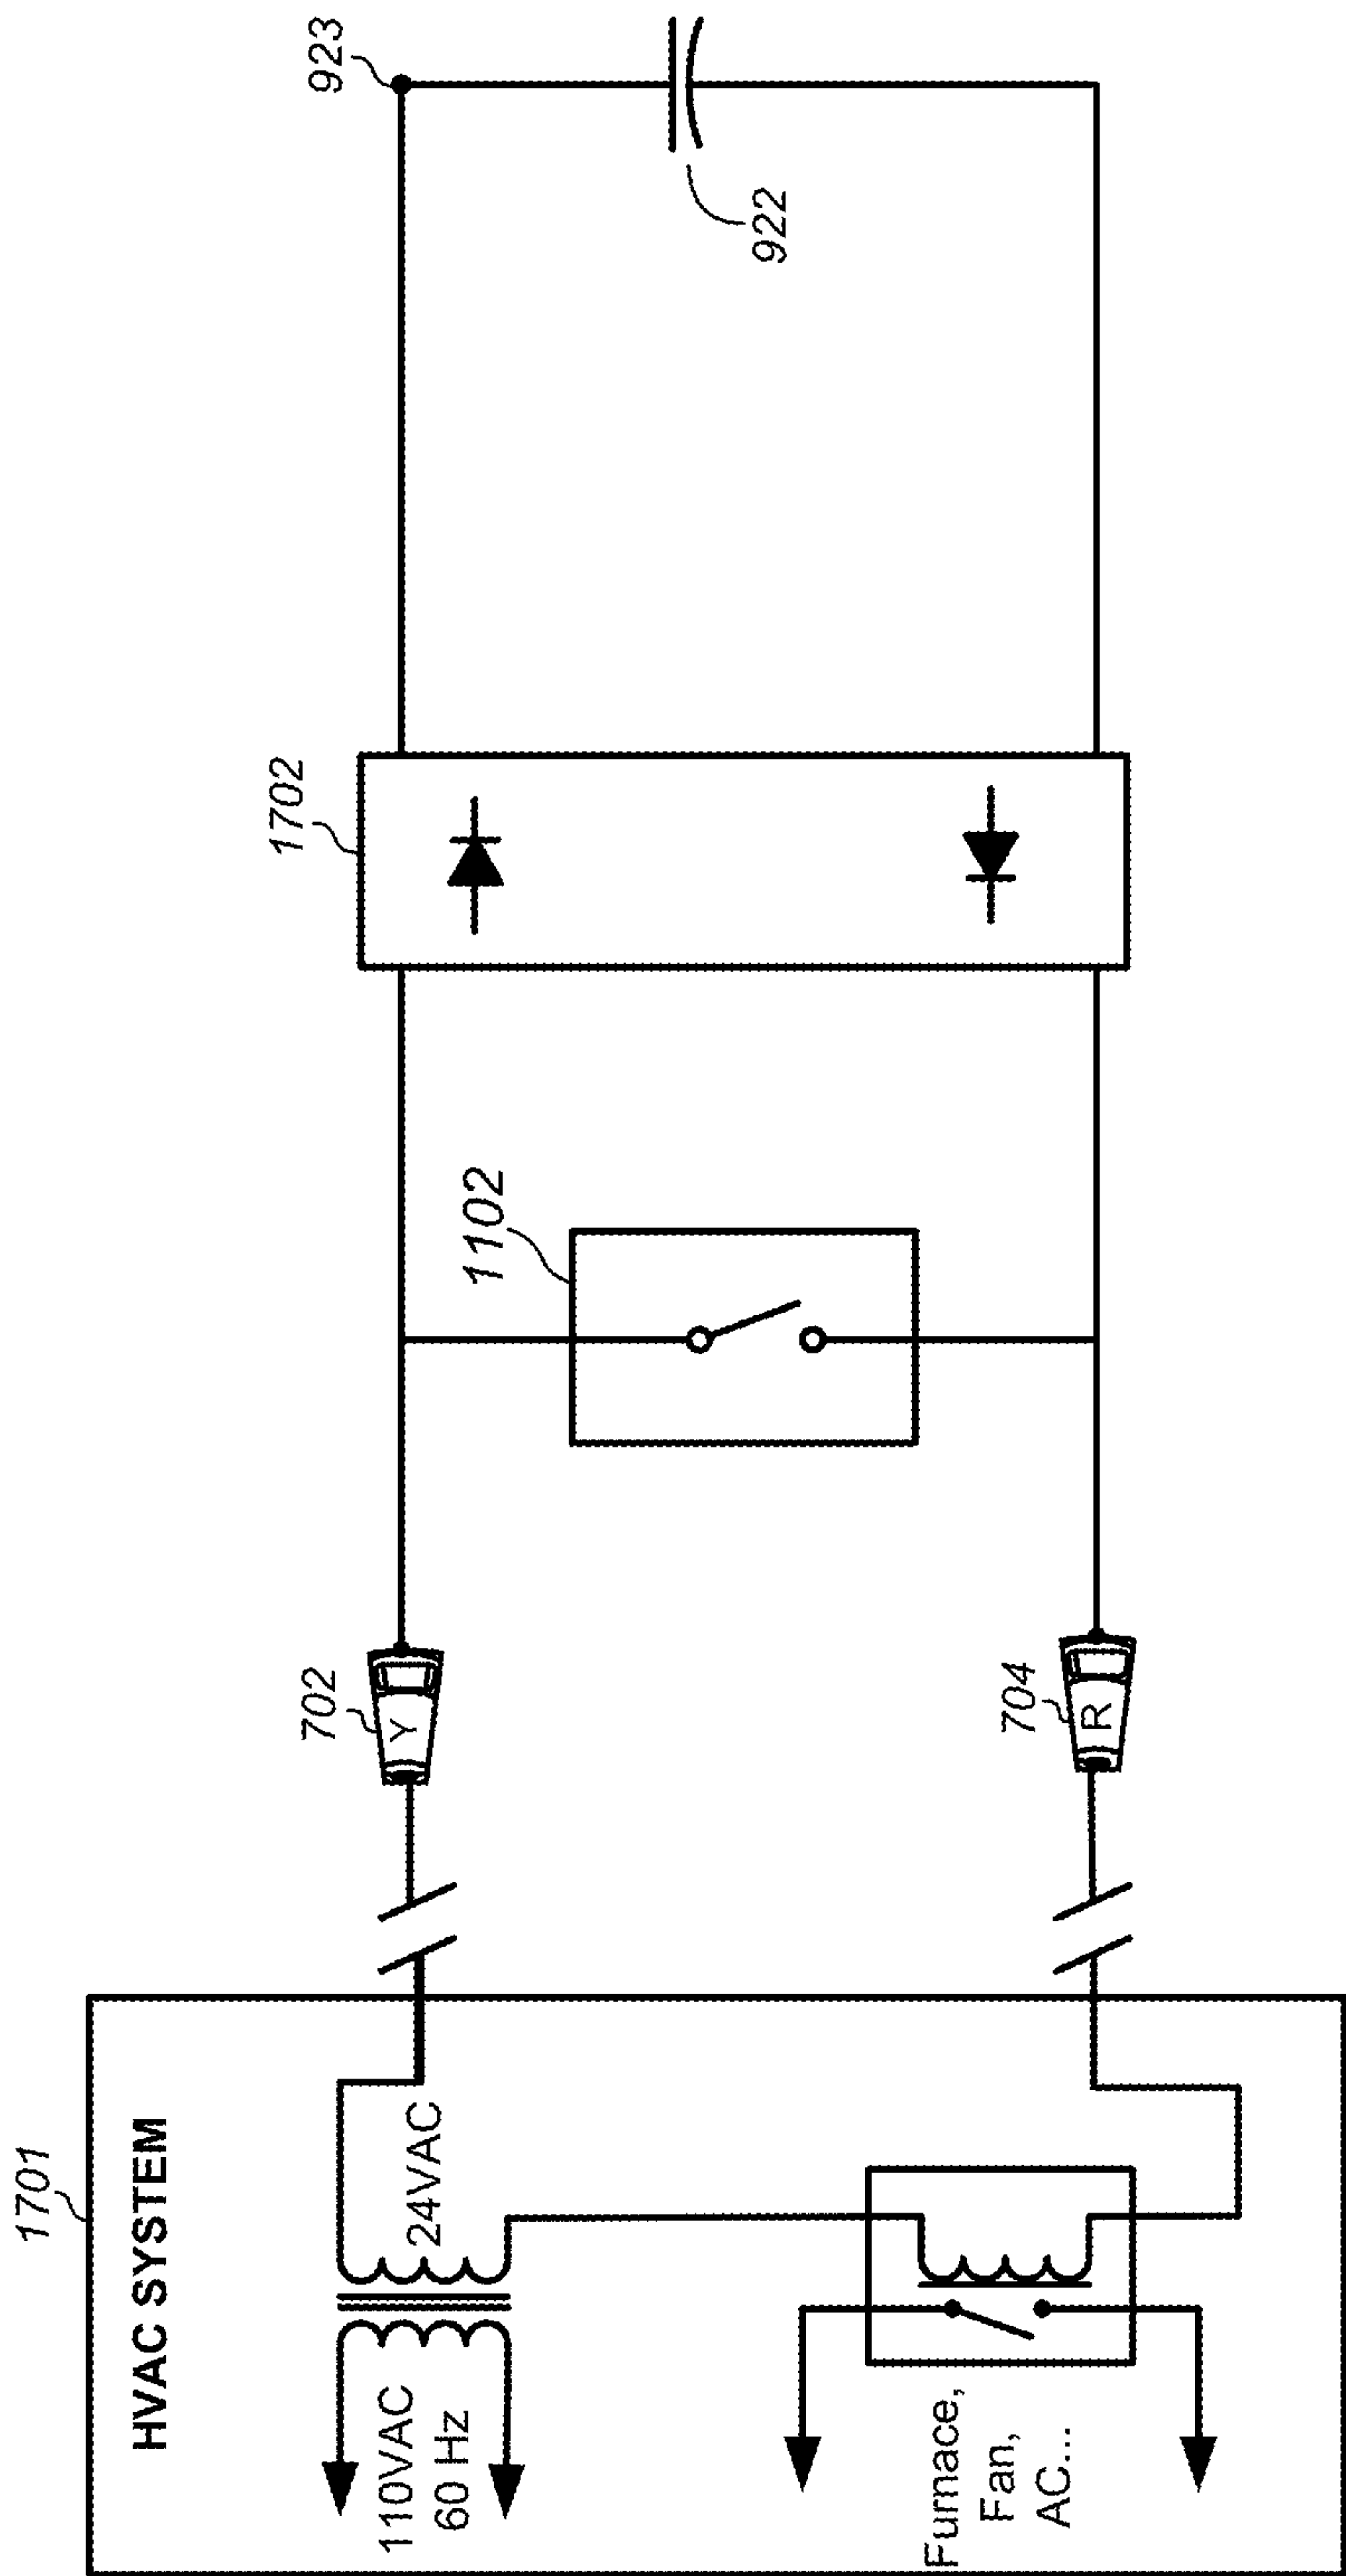 1701
HVAC SYSTEM
110VAC
60 Hz
24VAC
Furnace,
Fan,
AC...
702
Y
704
R
1102
1702
922
923